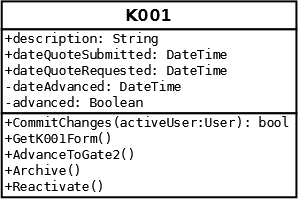 K001
+description: String
+dateQuoteSubmitted: DateTime
+dateQuoteRequested: DateTime
-dateAdvanced: DateTime
-advanced: Boolean
+CommitChanges(activeUser:User): bool
+GetK001Form()
+AdvanceToGate2()
+Archive()
+Reactivate()